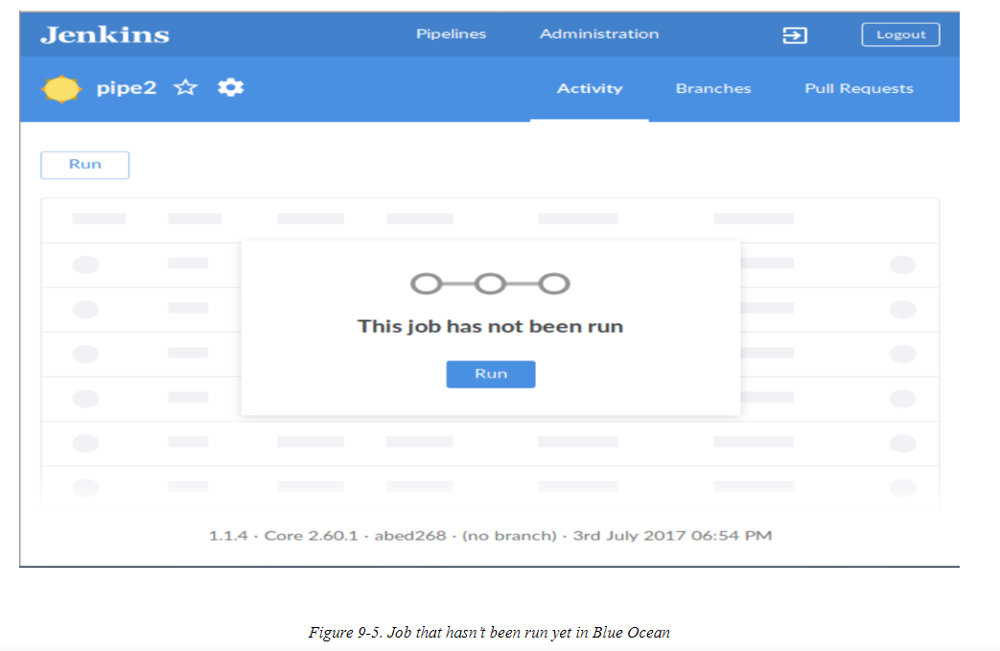 Jenkins Pipelines Administration Logout
pipe2 Activity Branches Pull Requests
Run
This job has not been run
Run
1.1.4 · Core 2.60.1 · abed268 · (no branch) · 3rd July 2017 06:54 PM
Figure 9-5. Job that hasn't been run yet in Blue Ocean